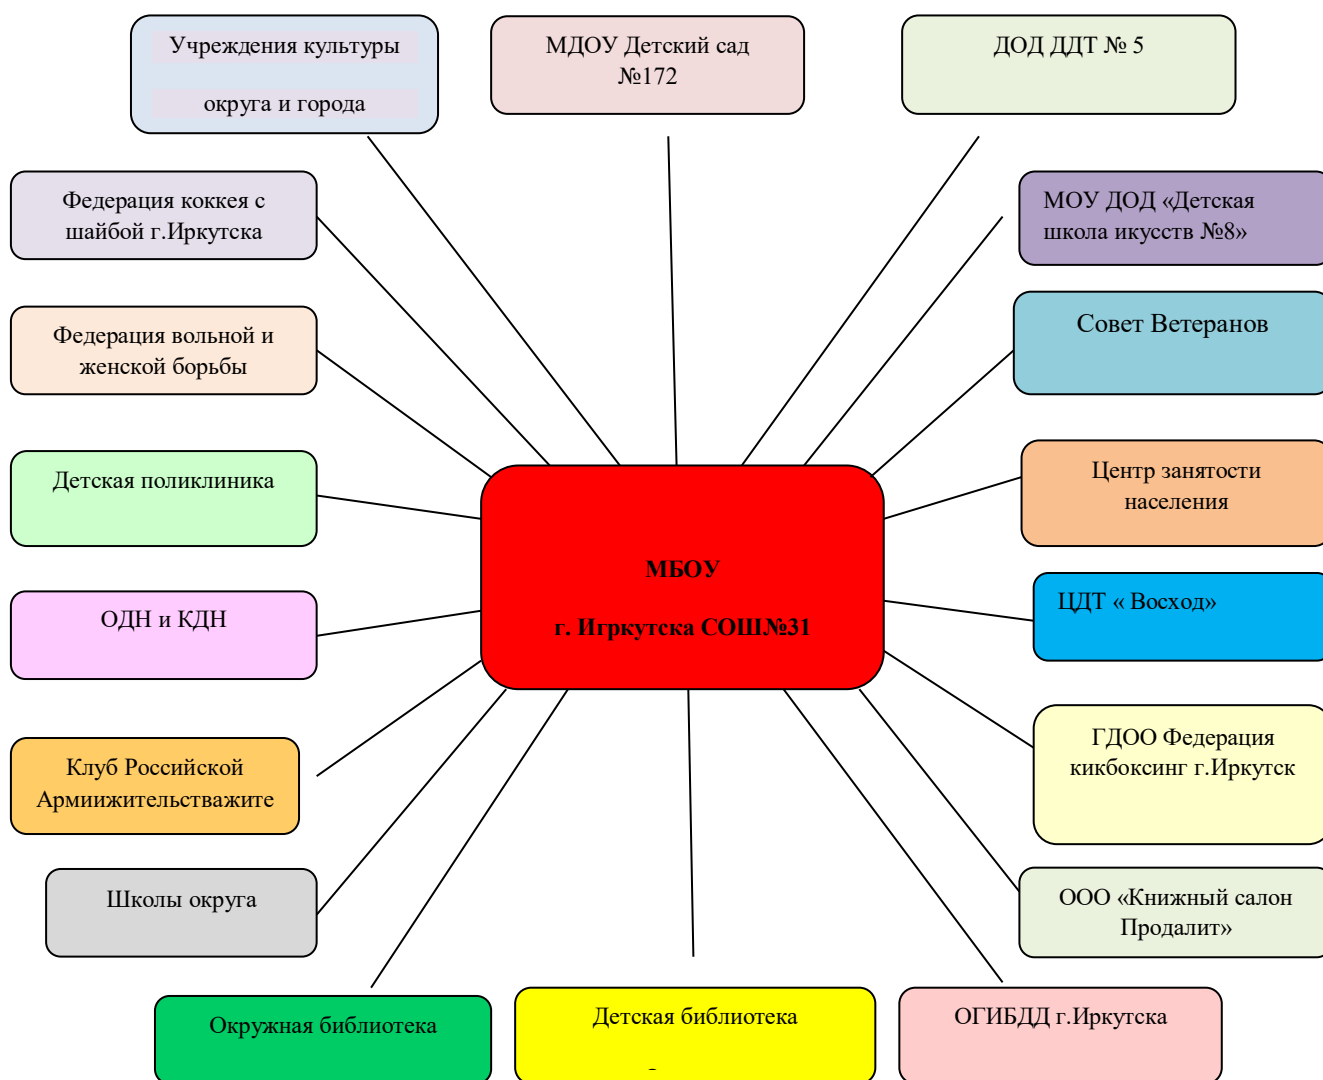 Учреждения культуры
округа и города
МДОУ Детский сад
№172
ДОД ДДТ № 5
Федерация коккея с
шайбой г.Иркутска
МОУ ДОД «Детская
школа икусств №8»
Федерация вольной и
женской борьбы
Совет Ветеранов
Детская поликлиника
Центр занятости
населения
МБОУ
г. Игркутска СОШ№31
ОДН и КДН
ЦДТ « Восход»
Клуб Российской
Армиижительстважите
ГДОО Федерация
кикбоксинг г.Иркутск
Школы округа
ООО «Книжный салон
Продалит»
Окружная библиотека
Детская библиотека
ОГИБДД г.Иркутска